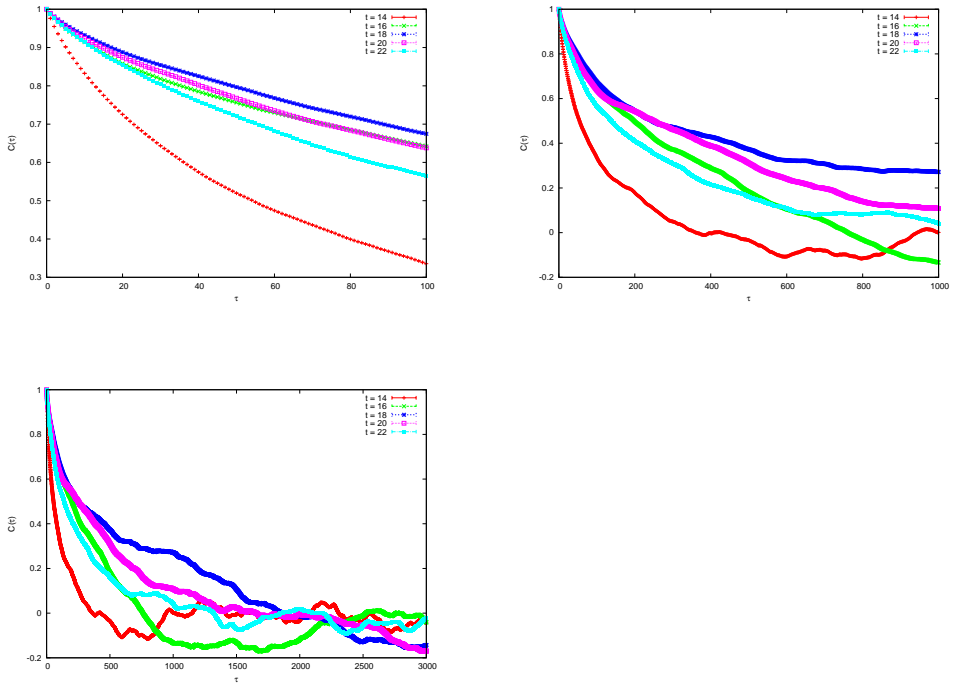 1
0.9
0.8
0.7
0.6
0.5
0.4
0.3
0
20
40
60
80
100
C(τ)
τ
t = 14
t = 16
t = 18
t = 20
t = 22
1
0.8
0.6
0.4
0.2
0
-0.2
0
200
400
600
800
1000
C(τ)
τ
t = 14
t = 16
t = 18
t = 20
t = 22
1
0.8
0.6
0.4
0.2
0
-0.2
0
500
1000
1500
2000
2500
3000
C(τ)
τ
t = 14
t = 16
t = 18
t = 20
t = 22